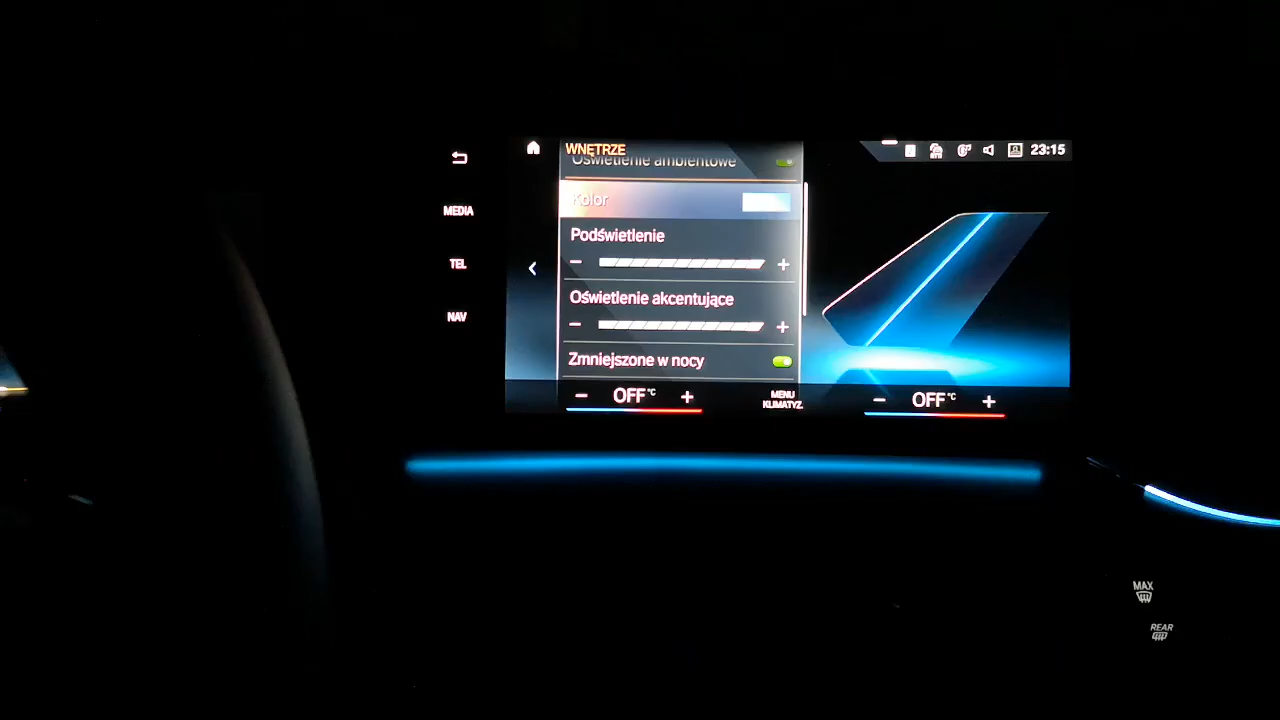 WNĘTRZE
23:15
Oświetlenie ambientowe
MEDIA
Kolor
Podświetlenie
TEL
Oświetlenie akcentujące
NAV
Zmniejszone w nocy
− OFF °C +
MENU
KLIMATYZ.
− OFF °C +
MAX
REAR